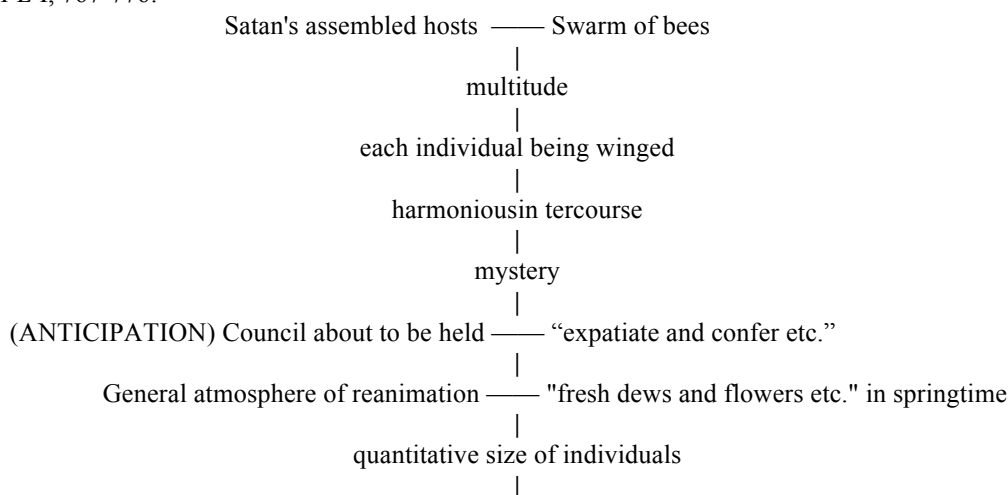 Satan's assembled hosts —— Swarm of bees
|
multitude
|
each individual being winged
|
harmoniousin tercourse
|
mystery
|
(ANTICIPATION) Council about to be held —— “expatiate and confer etc.”
|
General atmosphere of reanimation —— "fresh dews and flowers etc." in springtime
|
quantitative size of individuals
|